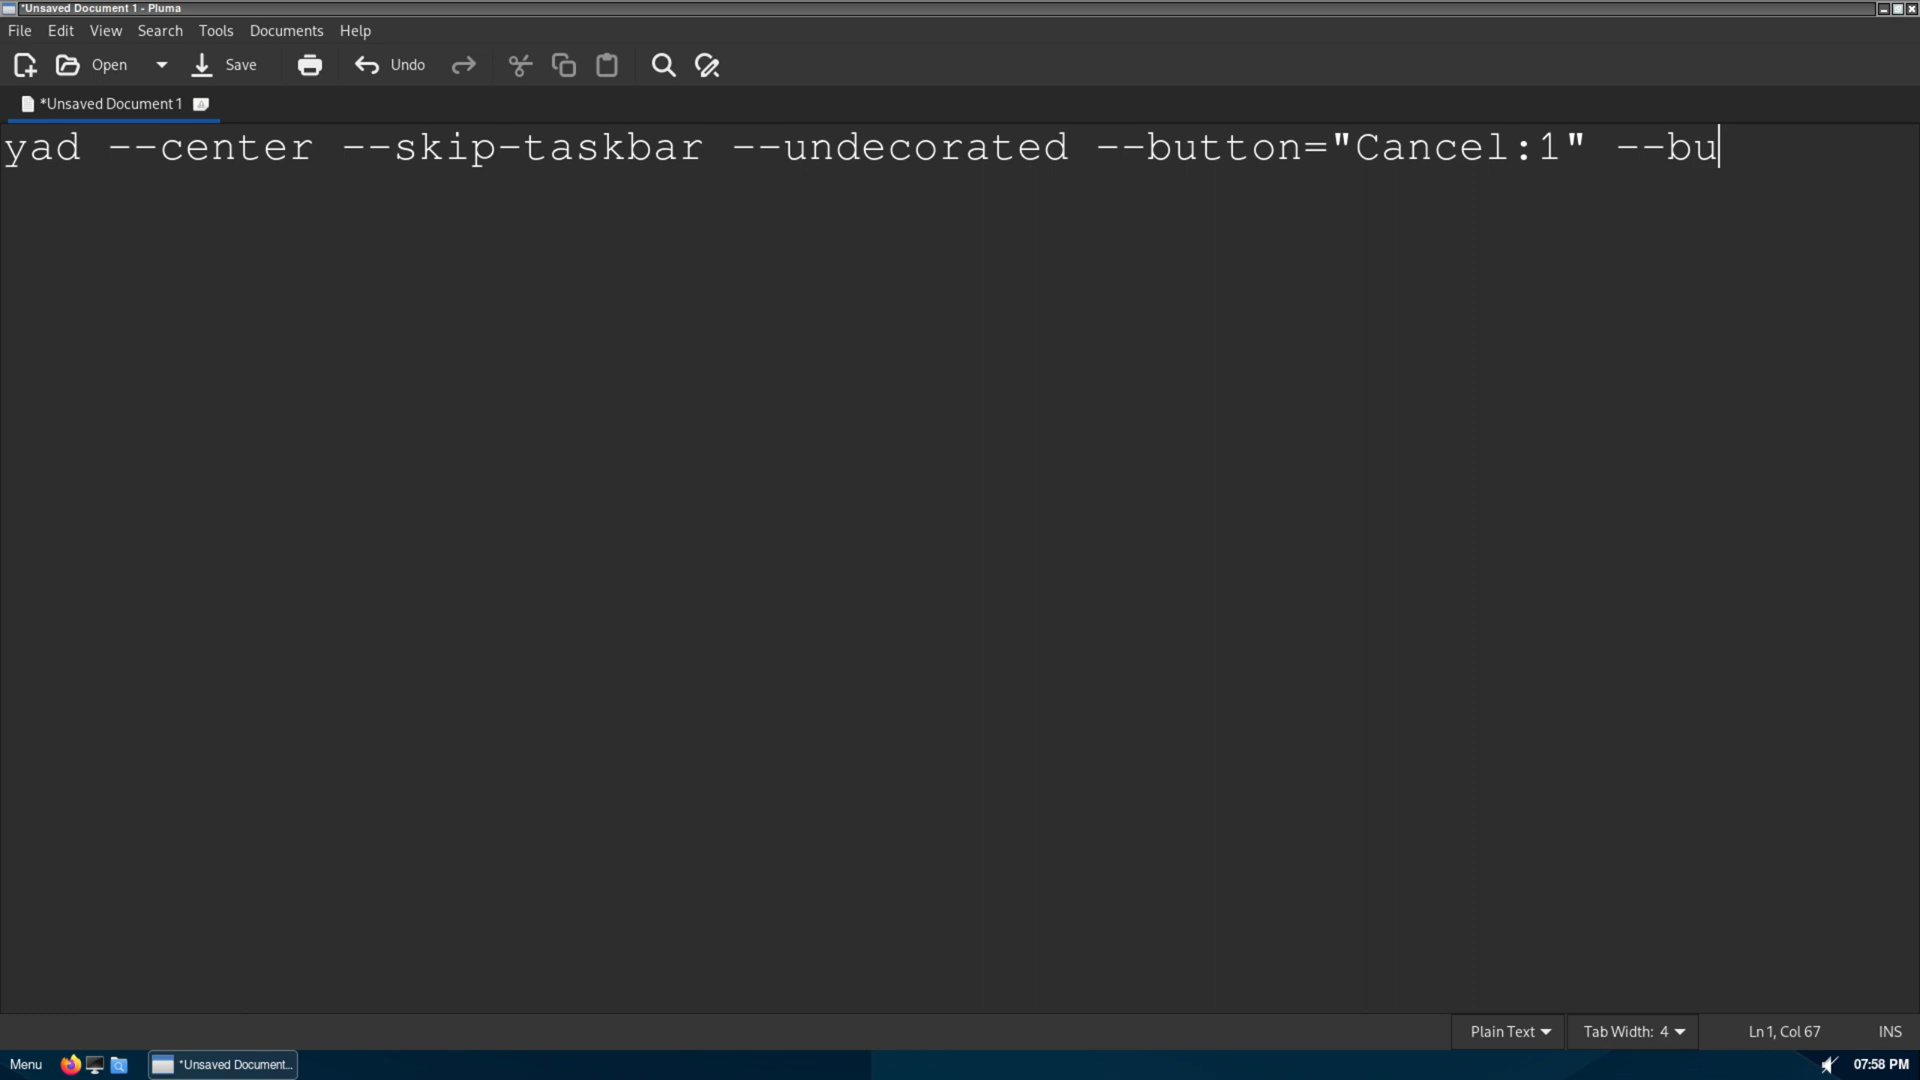 *Unsaved Document 1 - Pluma
File Edit View Search Tools Documents Help
Open Save Undo
*Unsaved Document 1
yad --center --skip-taskbar --undecorated --button="Cancel:1" --bu
Plain Text Tab Width: 4 Ln 1, Col 67 INS
Menu *Unsaved Document... 07:58 PM